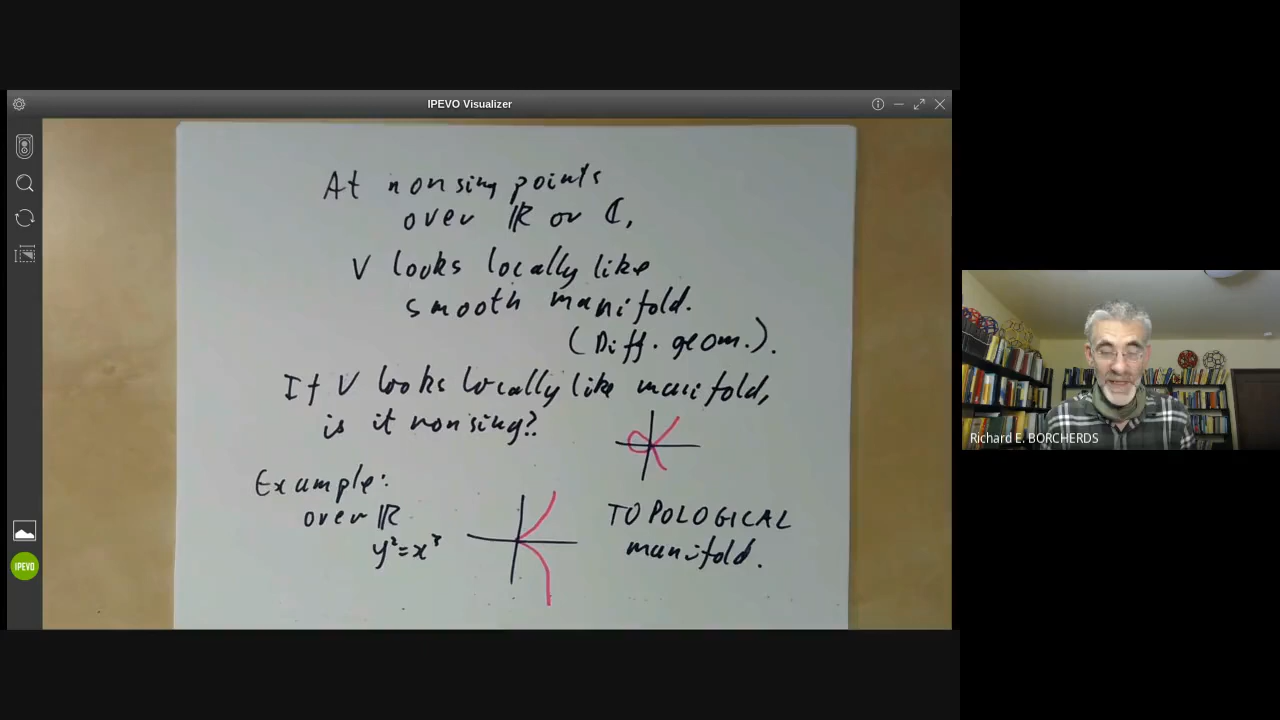 IPEVO Visualizer
At nonsing points
over ℝ or ℂ,
V looks locally like
smooth manifold.
(Diff. geom.).
If V looks locally like manifold,
is it nonsing?
Example:
over ℝ
y²=x³
TOPOLOGICAL
manifold.
Richard E. BORCHERDS
IPEVO